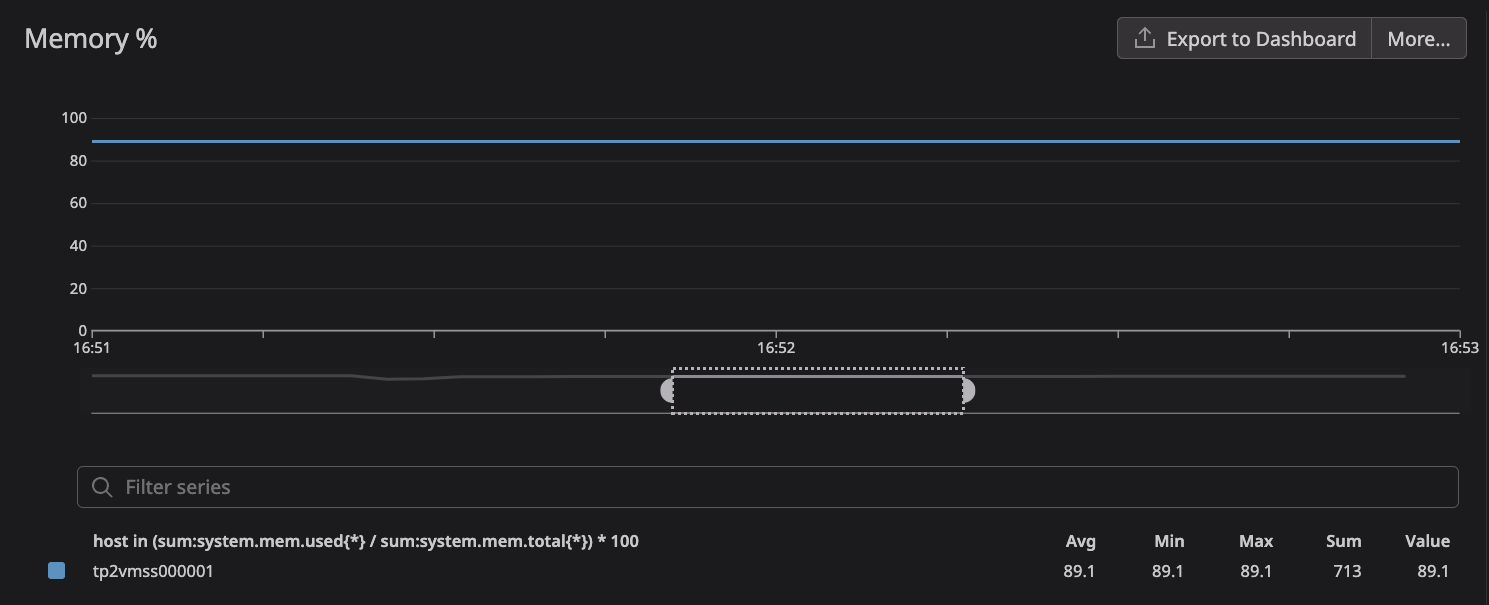 Memory %
Export to Dashboard More...
100
80
60
40
20
0
16:51 16:52 16:53
Filter series
host in (sum:system.mem.used{*} / sum:system.mem.total{*}) * 100 Avg Min Max Sum Value
tp2vmss000001 89.1 89.1 89.1 713 89.1